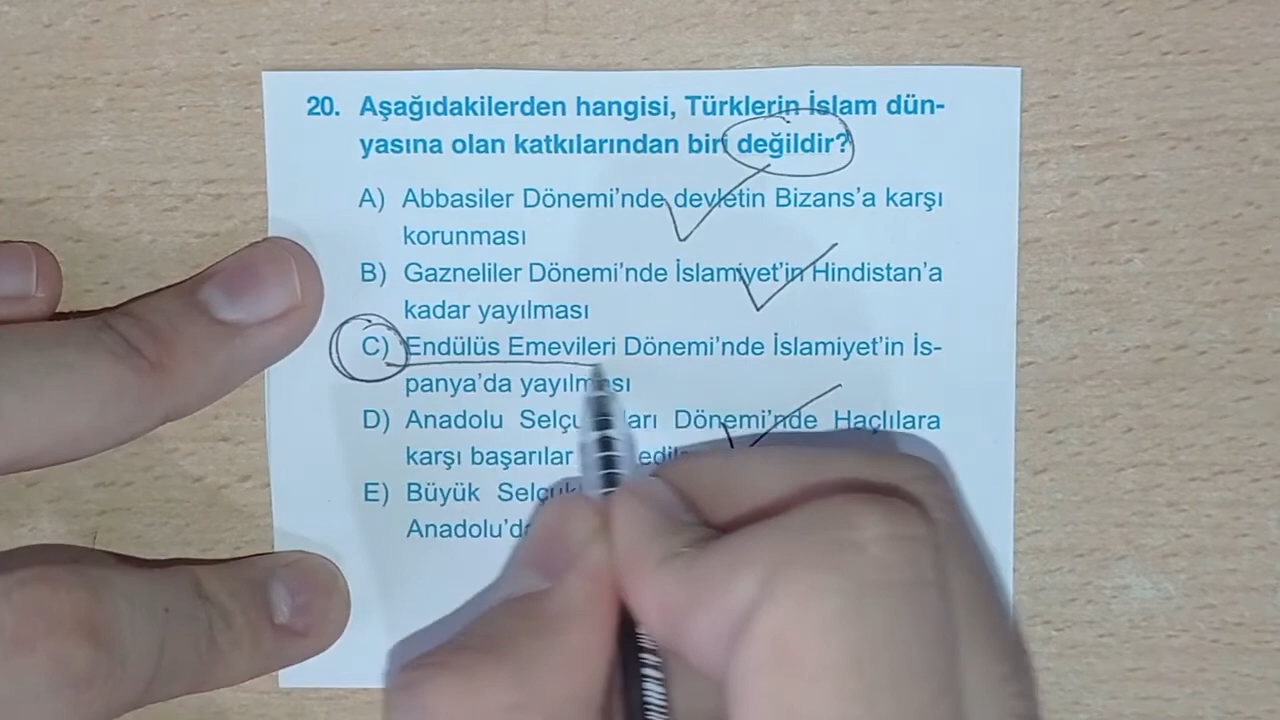 20. Aşağıdakilerden hangisi, Türklerin İslam dün-
yasına olan katkılarından biri değildir?
A) Abbasiler Dönemi’nde devletin Bizans’a karşı
korunması
B) Gazneliler Dönemi’nde İslamiyet’in Hindistan’a
kadar yayılması
C) Endülüs Emevileri Dönemi’nde İslamiyet’in İs-
panya’da yayılması
D) Anadolu Dönemi’nde Haçlılara
karşı başarılar
E) Büyük